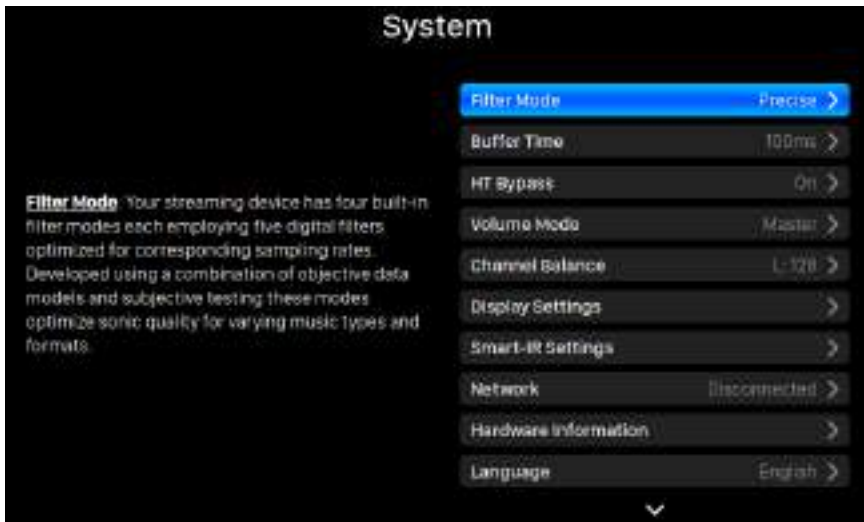 System
Filter Mode Precise
Buffer Time 100ms
HT Bypass On
Volume Mode Master
Channel Balance L-128
Display Settings
Smart-IR Settings
Network Disconnected
Hardware Information
Language English
Filter Mode Your streaming device has four built-in
filter modes each employing five digital filters
optimized for corresponding sampling rates.
Developed using a combination of objective data
models and subjective testing these modes
optimize sonic quality for varying music types and
formats.